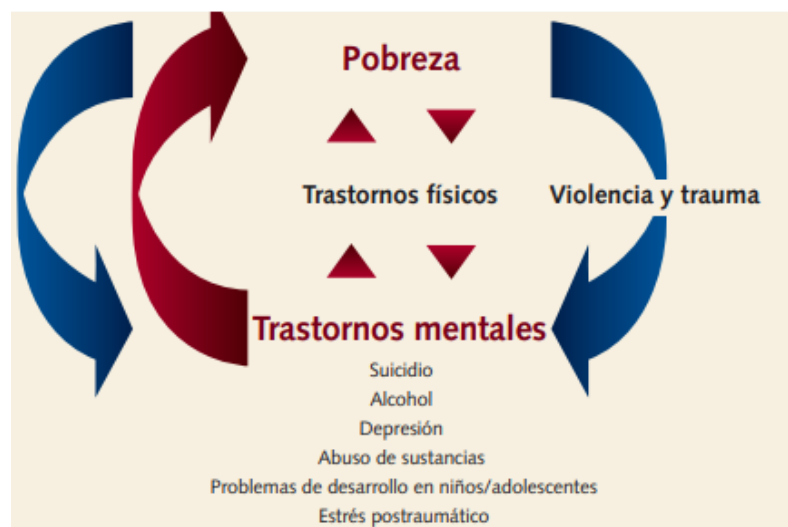 Pobreza
Trastornos físicos
Violencia y trauma
Trastornos mentales
Suicidio
Alcohol
Depresión
Abuso de sustancias
Problemas de desarrollo en niños/adolescentes
Estrés postraumático